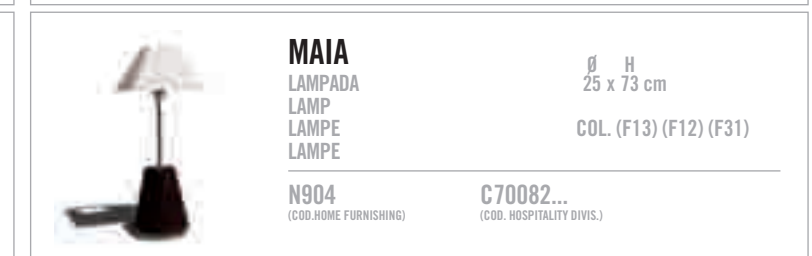 MAIA
LAMPADA
LAMP
LAMPE
LAMPE
Ø H
25 x 73 cm
COL. (F13) (F12) (F31)
N904
(COD.HOME FURNISHING)
C70082...
(COD. HOSPITALITY DIVIS.)